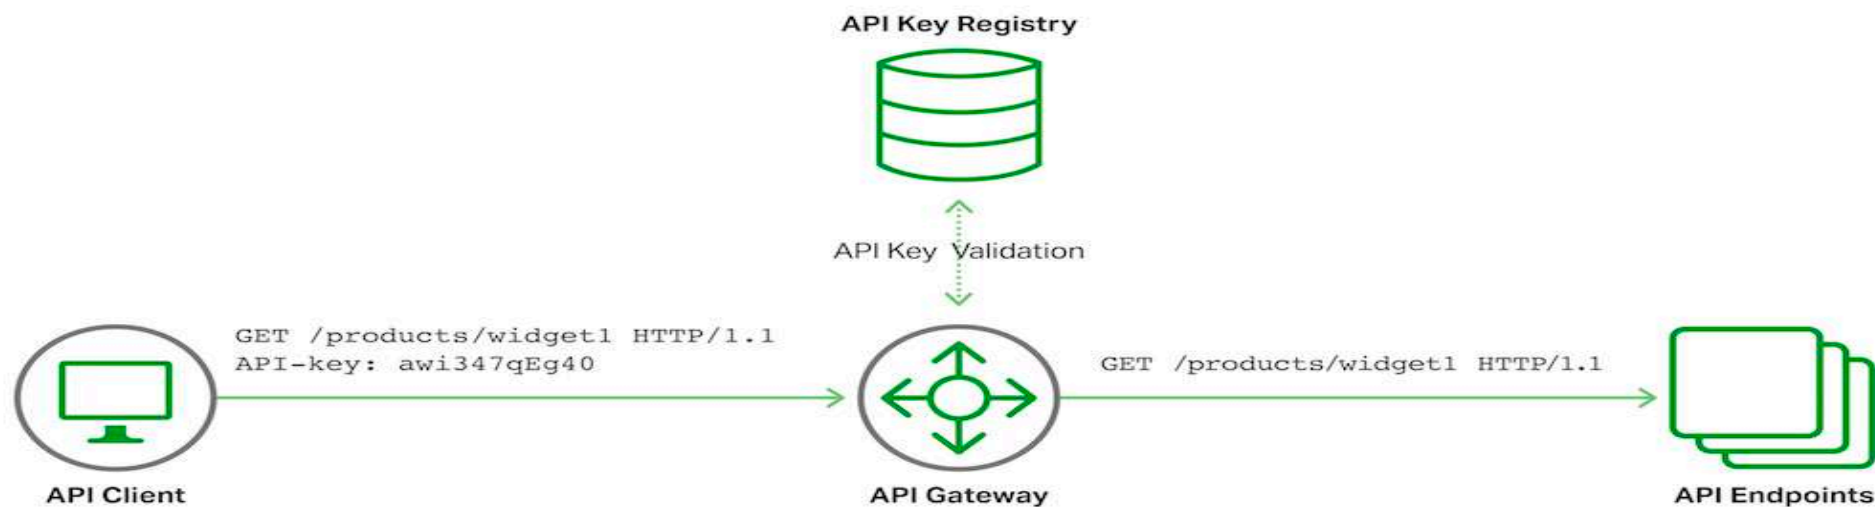 API Key Registry
API Key Validation
GET /products/widget1 HTTP/1.1
API-key: awi347qEg40
GET /products/widget1 HTTP/1.1
API Client
API Gateway
API Endpoints